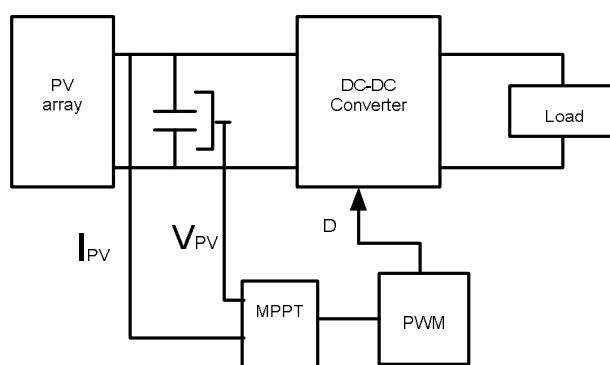 PV
array
DC-DC
Converter
Load
IPV
VPV
D
MPPT
PWM